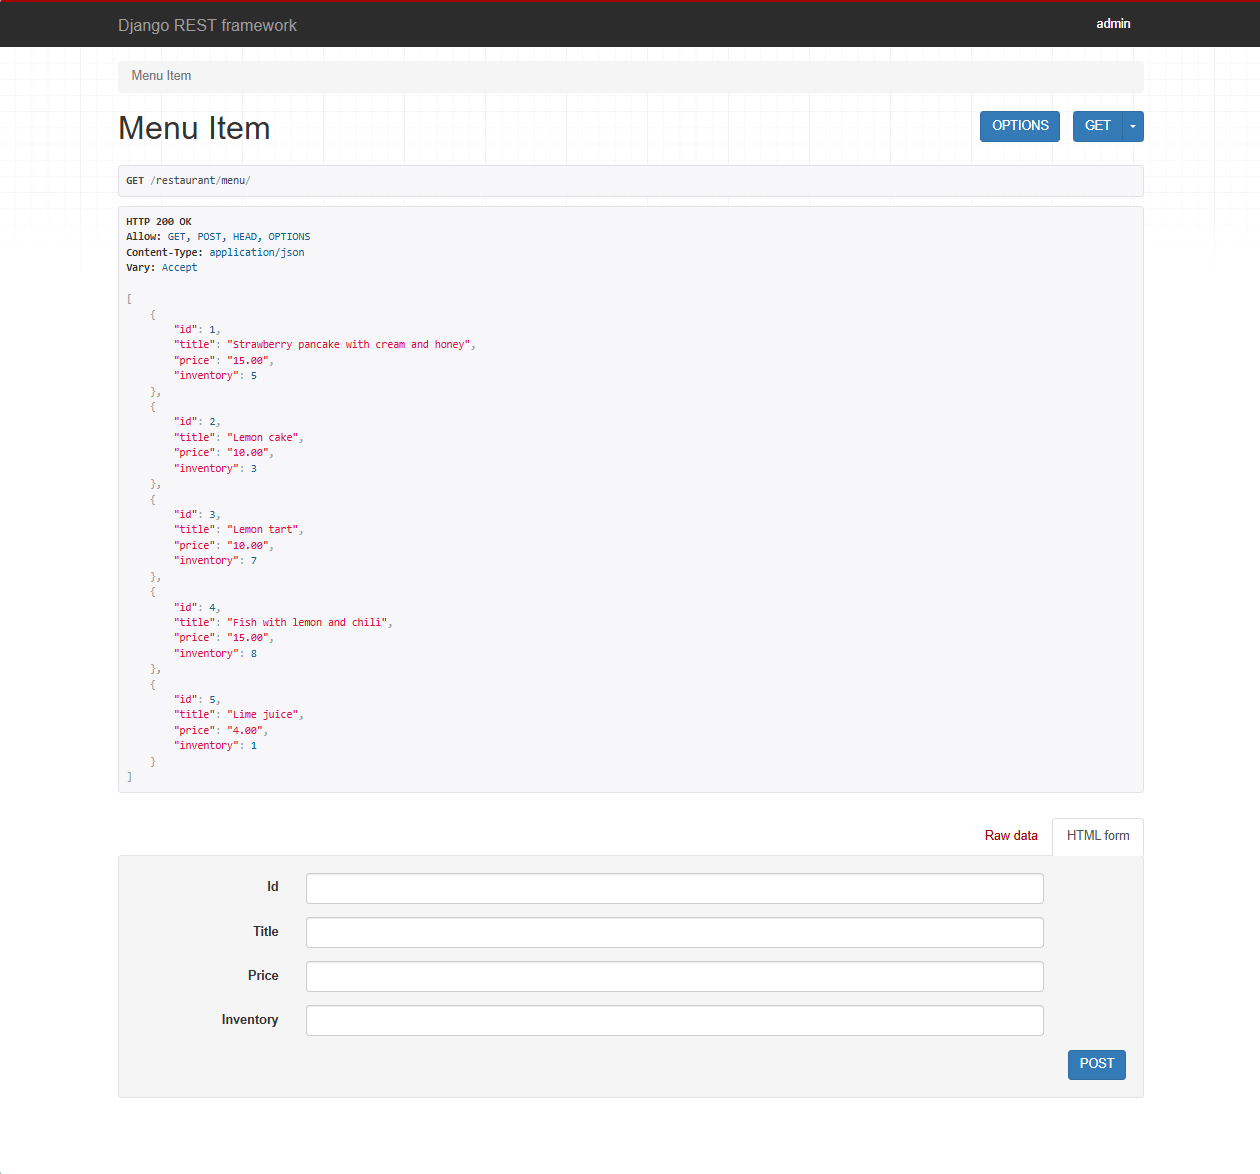 Django REST framework
admin
Menu Item
Menu Item
OPTIONS
GET
GET /restaurant/menu/
HTTP 200 OK
Allow: GET, POST, HEAD, OPTIONS
Content-Type: application/json
Vary: Accept
[
{
"id": 1,
"title": "Strawberry pancake with cream and honey",
"price": "15.00",
"inventory": 5
},
{
"id": 2,
"title": "Lemon cake",
"price": "10.00",
"inventory": 3
},
{
"id": 3,
"title": "Lemon tart",
"price": "10.00",
"inventory": 7
},
{
"id": 4,
"title": "Fish with lemon and chili",
"price": "15.00",
"inventory": 8
},
{
"id": 5,
"title": "Lime juice",
"price": "4.00",
"inventory": 1
}
]
Raw data
HTML form
Id
Title
Price
Inventory
POST